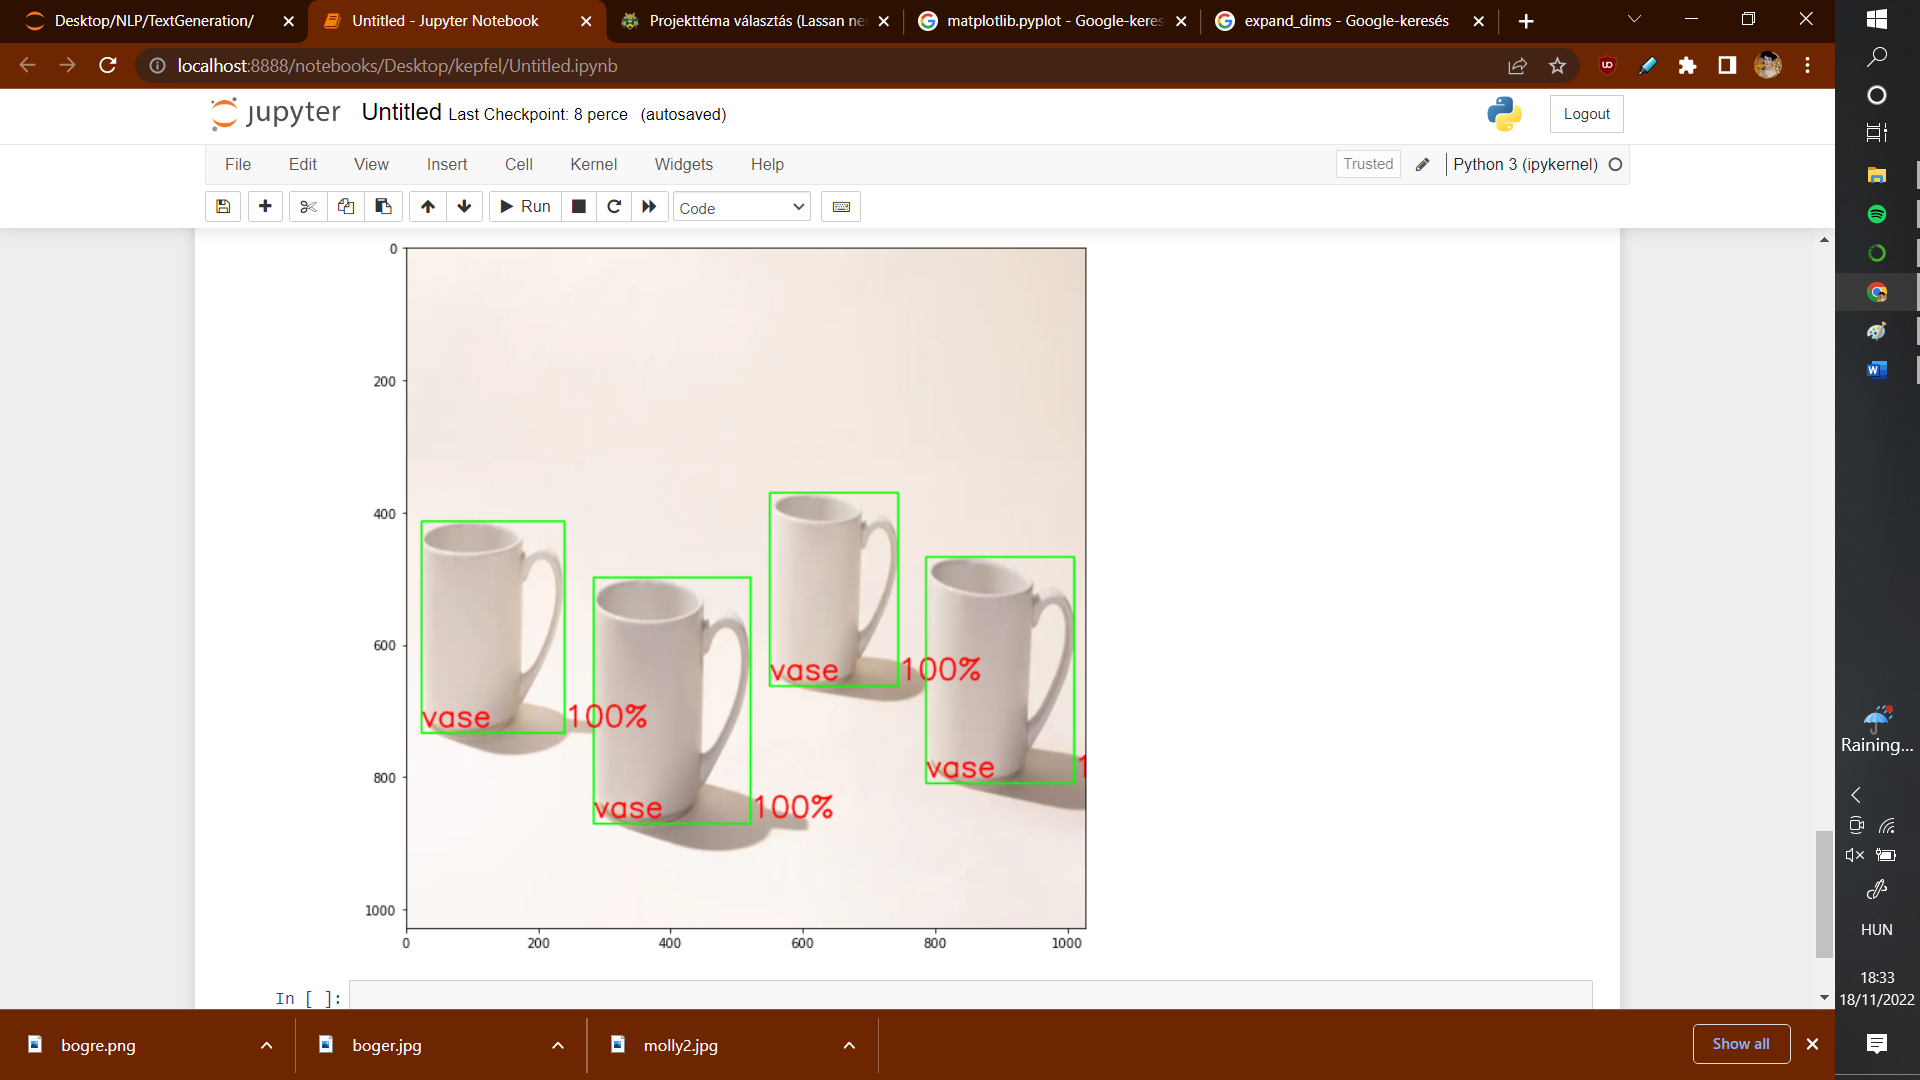 Desktop/NLP/TextGeneration/
Untitled - Jupyter Notebook
Projekttéma választás (Lassan ne
matplotlib.pyplot - Google-keres
expand_dims - Google-keresés
localhost:8888/notebooks/Desktop/kepfel/Untitled.ipynb
jupyter Untitled Last Checkpoint: 8 perce (autosaved)
Logout
File Edit View Insert Cell Kernel Widgets Help
Trusted
Python 3 (ipykernel)
Run
Code
0
200
400
600
800
1000
vase 100%
vase 100%
vase 100%
vase 1
0 200 400 600 800 1000
In [ ]:
bogre.png
boger.jpg
molly2.jpg
Show all
Raining...
HUN
18:33
18/11/2022